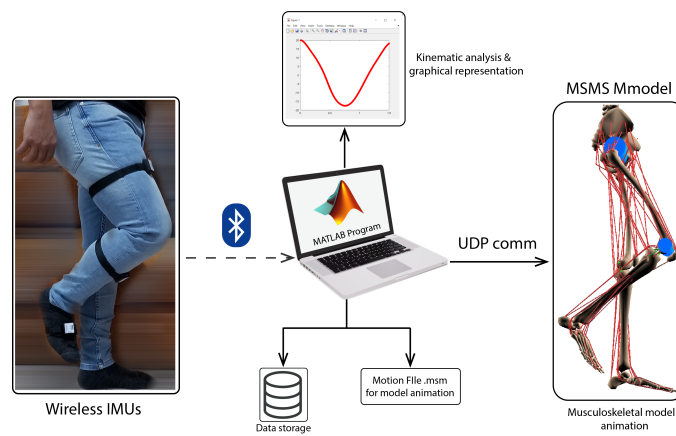 Kinematic analysis &
graphical representation
MSMS Mmodel
MATLAB Program
UDP comm
Wireless IMUs
Data storage
Motion FIle .msm
for model animation
Musculoskeletal model
animation